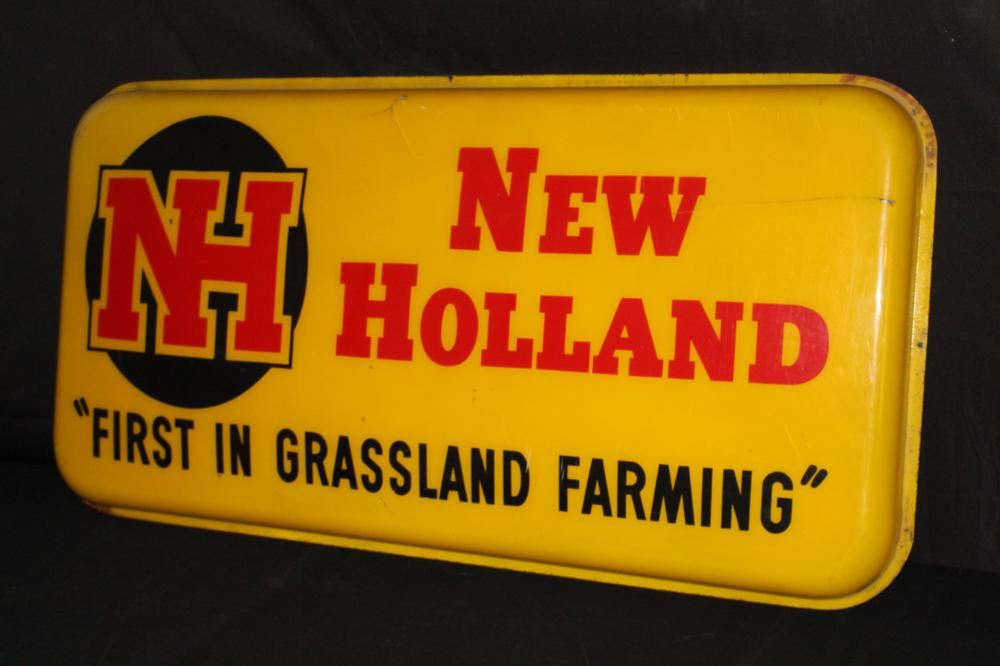 NH
NEW
HOLLAND
"FIRST IN GRASSLAND FARMING"